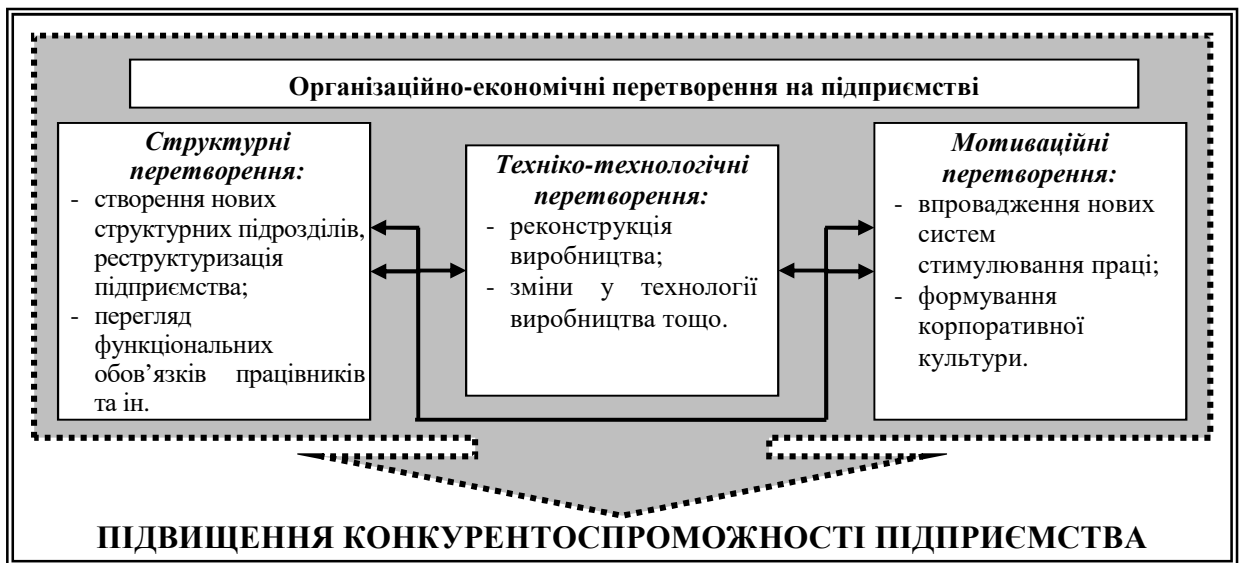 Організаційно-економічні перетворення на підприємстві
Структурні
перетворення:
- створення нових
структурних підрозділів,
реструктуризація
підприємства;
- перегляд
функціональних
обов’язків працівників
та ін.
Техніко-технологічні
перетворення:
- реконструкція
виробництва;
- зміни у технології
виробництва тощо.
Мотиваційні
перетворення:
- впровадження нових
систем
стимулювання праці;
- формування
корпоративної
культури.
ПІДВИЩЕННЯ КОНКУРЕНТОСПРОМОЖНОСТІ ПІДПРИЄМСТВА